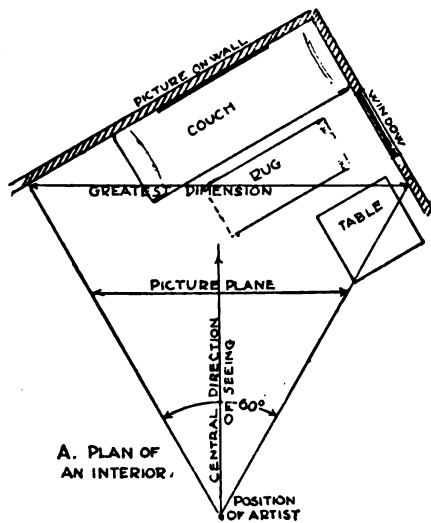 PICTURE ON WALL
COUCH
WINDOW
RUG
GREATEST DIMENSION
TABLE
PICTURE PLANE
CENTRAL DIRECTION
OF SEEING
60°
A. PLAN OF
AN INTERIOR.
POSITION
OF ARTIST